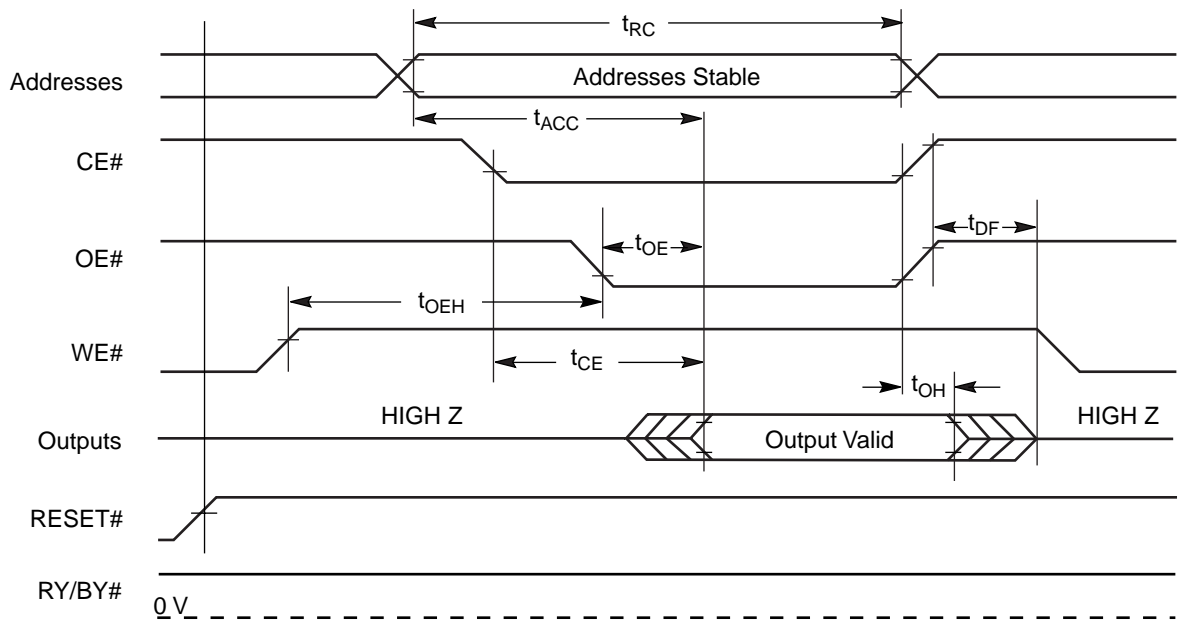 tRC
Addresses
Addresses Stable
tACC
CE#
tDF
OE#
tOE
tOEH
WE#
tCE
tOH
HIGH Z
HIGH Z
Outputs
Output Valid
RESET#
RY/BY#
0 V